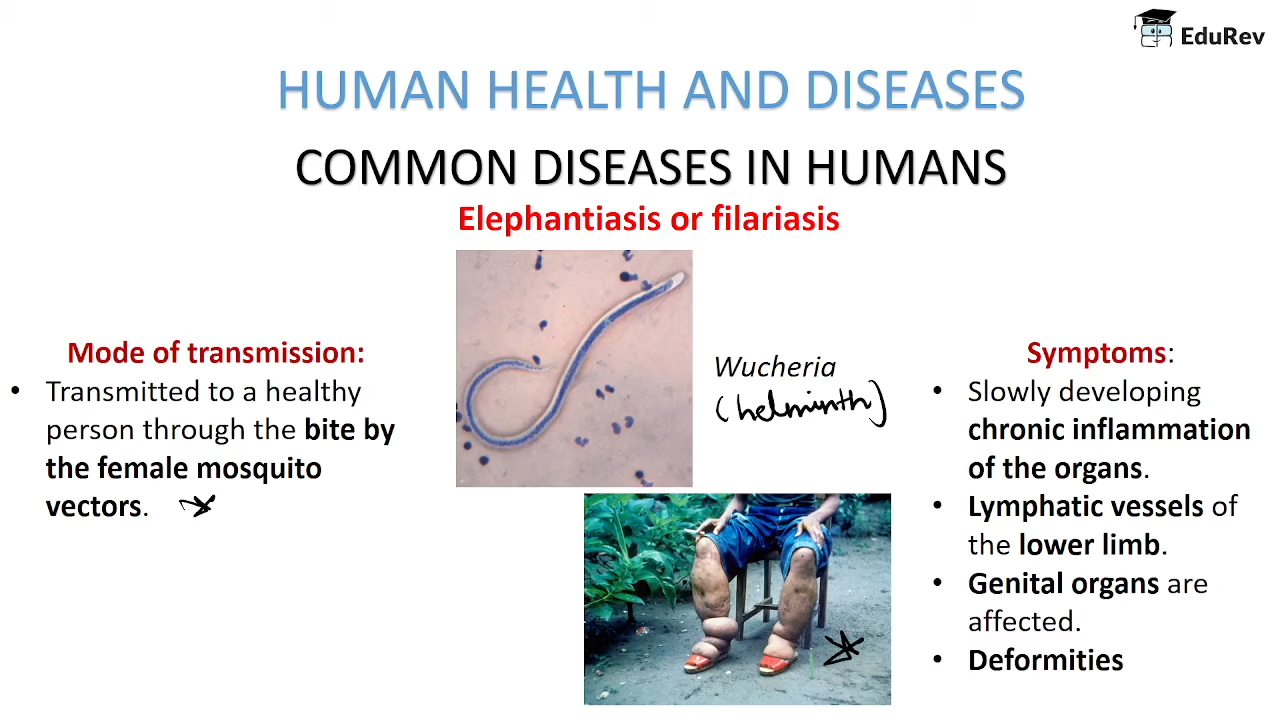 EduRev
HUMAN HEALTH AND DISEASES
COMMON DISEASES IN HUMANS
Elephantiasis or filariasis
Mode of transmission:
• Transmitted to a healthy
person through the bite by
the female mosquito
vectors.
Wucheria
(helminth)
Symptoms:
• Slowly developing
chronic inflammation
of the organs.
• Lymphatic vessels of
the lower limb.
• Genital organs are
affected.
• Deformities